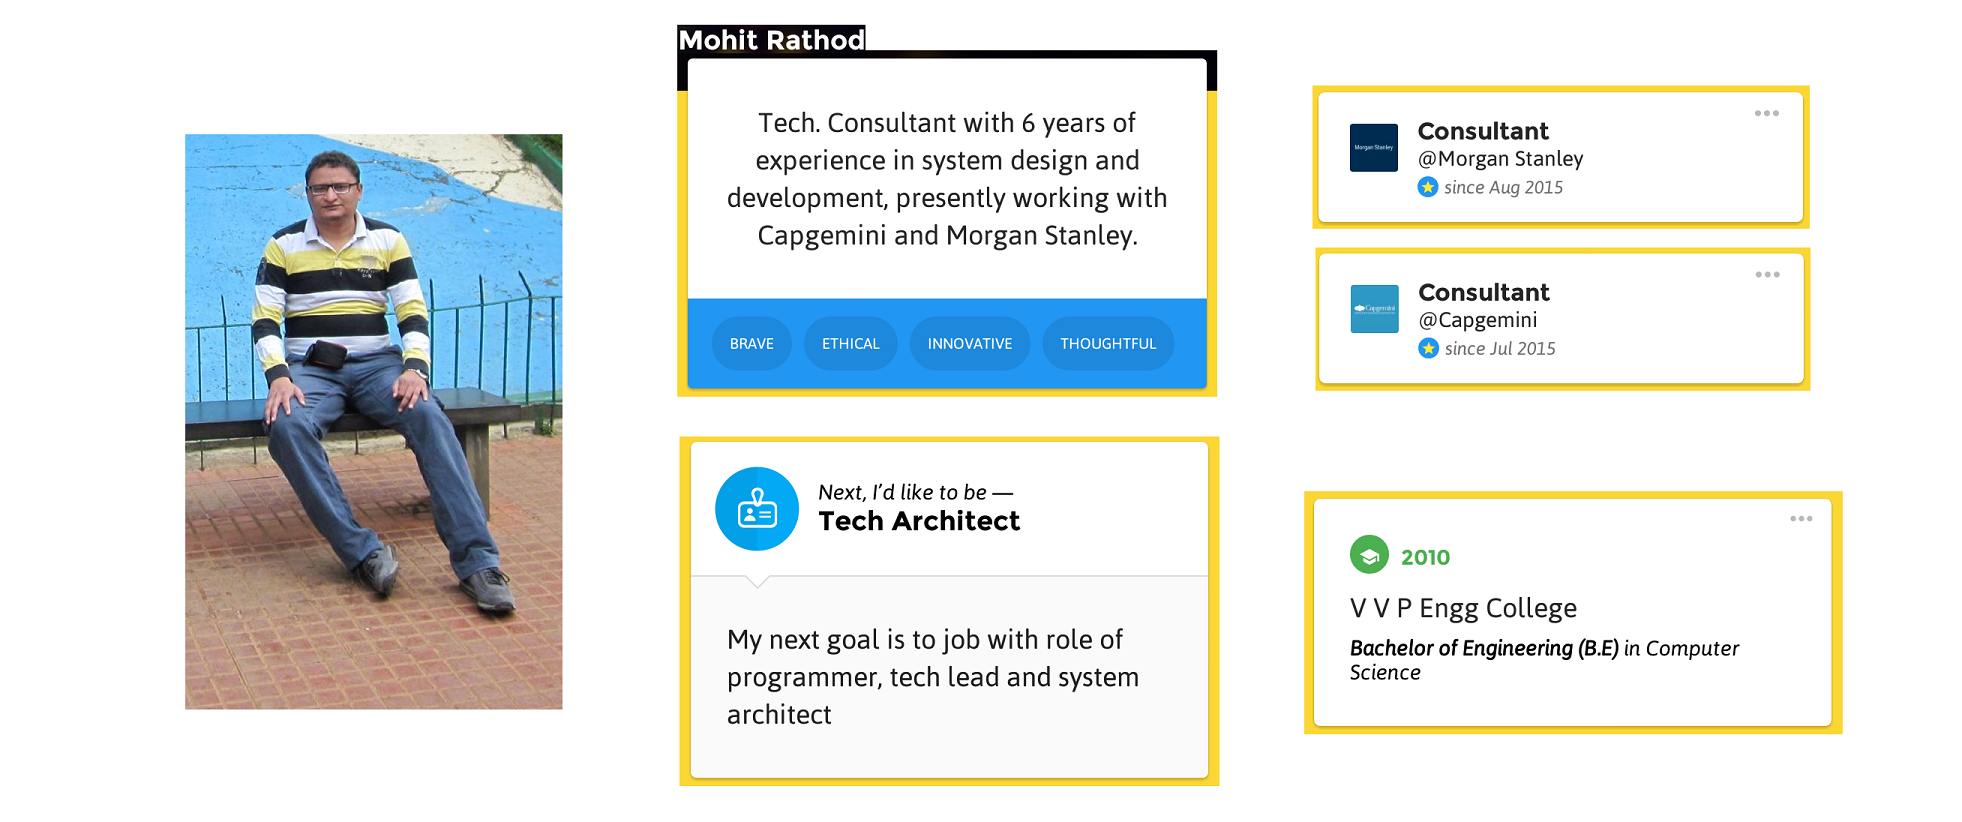 Mohit Rathod
Tech. Consultant with 6 years of
experience in system design and
development, presently working with
Capgemini and Morgan Stanley.
BRAVE
ETHICAL
INNOVATIVE
THOUGHTFUL
Next, I'd like to be —
Tech Architect
My next goal is to job with role of
programmer, tech lead and system
architect
Morgan Stanley
Consultant
@Morgan Stanley
since Aug 2015
Capgemini
Consultant
@Capgemini
since Jul 2015
2010
V V P Engg College
Bachelor of Engineering (B.E) in Computer
Science